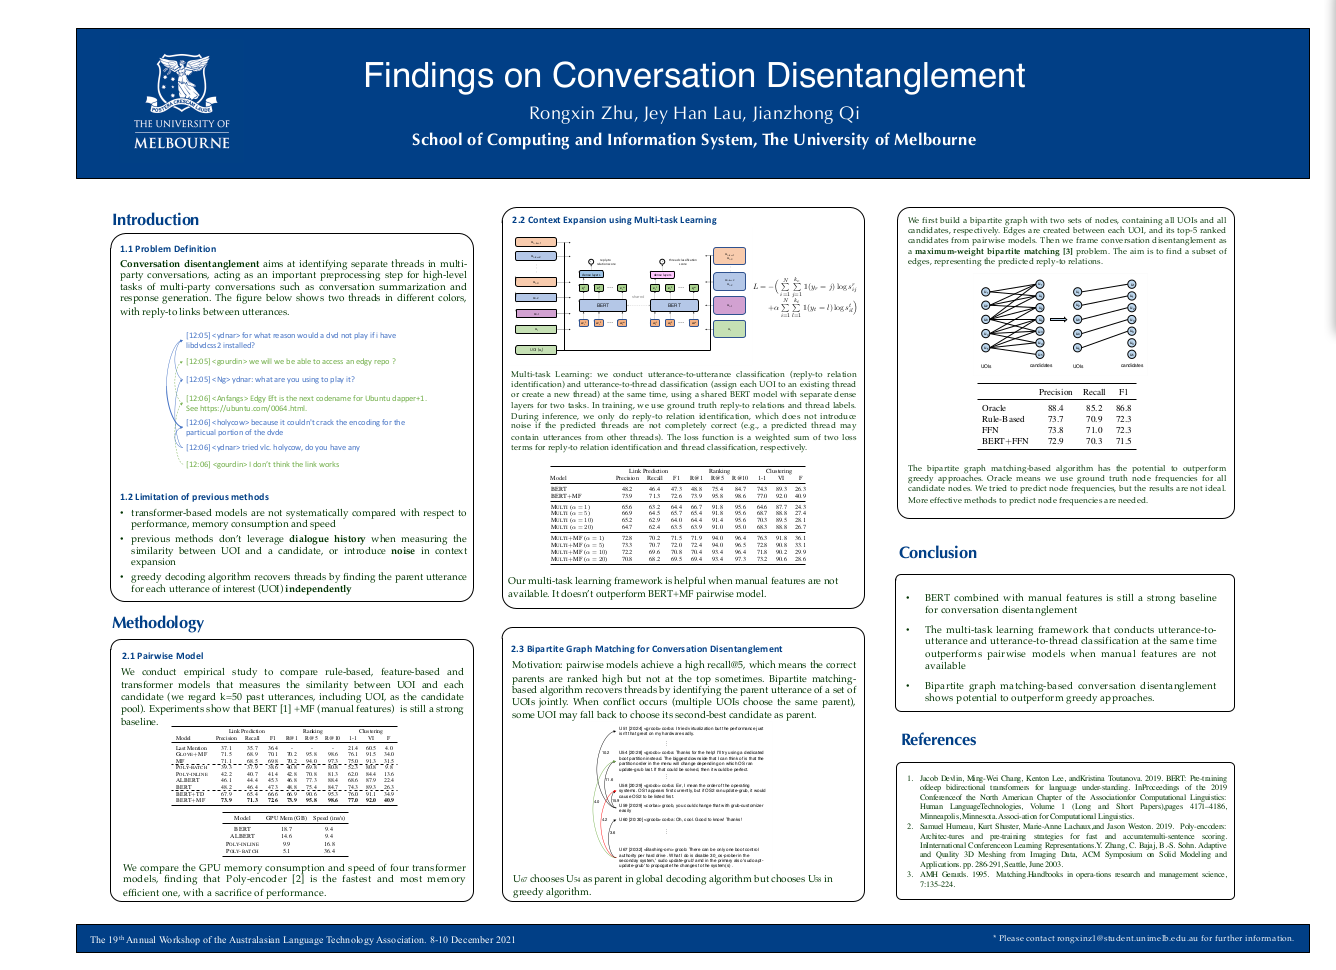 THE UNIVERSITY OF
MELBOURNE
Findings on Conversation Disentanglement
Rongxin Zhu, Jey Han Lau, Jianzhong Qi
School of Computing and Information System, The University of Melbourne
Introduction
1.1 Problem Definition
Conversation disentanglement aims at identifying separate threads in multi-
party conversations, acting as an important preprocessing step for high-level
tasks of multi-party conversations such as conversation summarization and
response generation. The figure below shows two threads in different colors,
with reply-to links between utterances.
[12:05] <ydnar> for what reason would a dvd not play if i have
libdvdcss2 installed?
[12:05] <gourdin> we will we be able to access an edgy repo ?
[12:05] <Ng> ydnar: what are you using to play it?
[12:06] <Anfangs> Edgy Eft is the next codename for Ubuntu dapper+1.
See https://ubuntu.com/0064.html.
[12:06] <holycow> because it couldn't crack the encoding for the
particual portion of the dvde
[12:06] <ydnar> tried vlc. holycow, do you have any
[12:06] <gourdin> I don't think the link works
1.2 Limitation of previous methods
• transformer-based models are not systematically compared with respect to
performance, memory consumption and speed
• previous methods don't leverage dialogue history when measuring the
similarity between UOI and a candidate, or introduce noise in context
expansion
• greedy decoding algorithm recovers threads by finding the parent utterance
for each utterance of interest (UOI) independently
Methodology
2.1 Pairwise Model
We conduct empirical study to compare rule-based, feature-based and
transformer models that measures the similarity between UOI and each
candidate (we regard k=50 past utterances, including UOI, as the candidate
pool). Experiments show that BERT [1] +MF (manual features) is still a strong
baseline.
Link Prediction Ranking Clustering
Model Precision Recall F1 R@1 R@5 R@10 1-1 VI F
Last Mention 37.1 35.7 36.4 - - - 21.4 60.5 4.0
GLOVE+MF 71.5 68.9 70.1 70.2 95.8 98.6 76.1 91.5 34.0
MF 71.1 68.5 69.8 70.2 94.0 97.3 75.0 91.3 31.5
POLY-BATCH
POLY-INLINE 42.2 40.7 41.4 42.8 70.8 81.3 62.0 84.4 13.6
ALBERT 46.1 44.4 45.3 46.8 77.3 88.4 68.6 87.9 22.4
BERT 48.2 46.4 47.3 48.8 75.4 84.7 74.3 89.3 26.3
BERT+TD 67.9 65.4 66.6 66.9 90.6 95.3 76.0 91.1 34.9
BERT+MF 73.9 71.3 72.6 73.9 95.8 98.6 77.0 92.0 40.9
Model GPU Mem (GB) Speed (ins/s)
BERT 18.7 9.4
ALBERT 14.6 9.4
POLY-INLINE 9.9 16.8
POLY-BATCH 5.1 36.4
We compare the GPU memory consumption and speed of four transformer
models, finding that Poly-encoder [2] is the fastest and most memory
efficient one, with a sacrifice of performance.
2.2 Context Expansion using Multi-task Learning
BERT BERT
Multi-task Learning: we conduct utterance-to-utterance classification (reply-to relation
identification) and utterance-to-thread classification (assign each UOI to an existing thread
or create a new thread) at the same time, using a shared BERT model with separate dense
layers for two tasks. In training, we use ground truth reply-to relations and thread labels.
During inference, we only do reply-to relation identification, which does not introduce
noise if the predicted threads are not completely correct (e.g., a predicted thread may
contain utterances from other threads). The loss function is a weighted sum of two loss
terms for reply-to relation identification and thread classification, respectively.
Link Prediction Ranking Clustering
Model Precision Recall F1 R@1 R@5 R@10 1-1 VI F
BERT 48.2 46.4 47.3 48.8 75.4 84.7 74.3 89.3 26.3
BERT+MF 73.9 71.3 72.6 73.9 95.8 98.6 77.0 92.0 40.9
MULTI (α = 1) 65.6 63.2 64.4 66.7 91.8 95.6 64.6 87.7 24.3
MULTI (α = 5) 66.9 64.5 65.7 65.4 91.8 95.6 68.7 88.8 27.4
MULTI (α = 10) 65.2 62.9 64.0 64.4 91.4 95.6 70.3 89.5 28.1
MULTI (α = 20) 64.7 62.4 63.5 63.9 91.0 95.0 68.3 88.8 26.7
MULTI+MF (α = 1) 72.8 70.2 71.5 71.9 94.0 96.4 76.3 91.8 36.1
MULTI+MF (α = 5) 73.3 70.7 72.0 72.4 94.0 96.5 72.8 90.8 33.1
MULTI+MF (α = 10) 72.2 69.6 70.8 70.4 93.4 96.4 71.8 90.2 29.9
MULTI+MF (α = 20) 70.8 68.2 69.5 69.4 93.4 97.3 73.2 90.6 28.6
Our multi-task learning framework is helpful when manual features are not
available. It doesn't outperform BERT+MF pairwise model.
2.3 Bipartite Graph Matching for Conversation Disentanglement
Motivation: pairwise models achieve a high recall@5, which means the correct
parents are ranked high but not at the top sometimes. Bipartite matching-
based algorithm recovers threads by identifying the parent utterance of a set of
UOIs jointly. When conflict occurs (multiple UOIs choose the same parent),
some UOI may fall back to choose its second-best candidate as parent.
U67 chooses U54 as parent in global decoding algorithm but chooses U58 in
greedy algorithm.
We first build a bipartite graph with two sets of nodes, containing all UOIs and all
candidates, respectively. Edges are created between each UOI, and its top-5 ranked
candidates from pairwise models. Then we frame conversation disentanglement as
a maximum-weight bipartite matching [3] problem. The aim is to find a subset of
edges, representing the predicted reply-to relations.
UOIs candidates UOIs candidates
Precision Recall F1
Oracle 88.4 85.2 86.8
Rule-Based 73.7 70.9 72.3
FFN 73.8 71.0 72.3
BERT+FFN 72.9 70.3 71.5
The bipartite graph matching-based algorithm has the potential to outperform
greedy approaches. Oracle means we use ground truth node frequencies for all
candidate nodes. We tried to predict node frequencies, but the results are not ideal.
More effective methods to predict node frequencies are needed.
Conclusion
• BERT combined with manual features is still a strong baseline
for conversation disentanglement
• The multi-task learning framework that conducts utterance-to-
utterance and utterance-to-thread classification at the same time
outperforms pairwise models when manual features are not
available
• Bipartite graph matching-based conversation disentanglement
shows potential to outperform greedy approaches.
References
1. Jacob Devlin, Ming-Wei Chang, Kenton Lee, andKristina Toutanova. 2019. BERT: Pre-training
ofdeep bidirectional transformers for language under-standing. InProceedings of the 2019
Conferenceof the North American Chapter of the Associationfor Computational Linguistics:
Human LanguageTechnologies, Volume 1 (Long and Short Papers),pages 4171–4186,
Minneapolis,Minnesota.Associ-ation for Computational Linguistics.
2. Samuel Humeau, Kurt Shuster, Marie-Anne Lachaux,and Jason Weston. 2019. Poly-encoders:
Architec-tures and pre-training strategies for fast and accuratemulti-sentence scoring.
InInternational Conferenceon Learning Representations.Y. Zhang, C. Bajaj, B.-S. Sohn. Adaptive
and Quality 3D Meshing from Imaging Data, ACM Symposium on Solid Modeling and
Applications. pp. 286-291, Seattle, June 2003.
3. AMH Gerards. 1995. Matching.Handbooks in opera-tions research and management science,
7:135–224.
The 19th Annual Workshop of the Australasian Language Technology Association. 8-10 December 2021
* Please contact rongxinz1@student.unimelb.edu.au for further information.